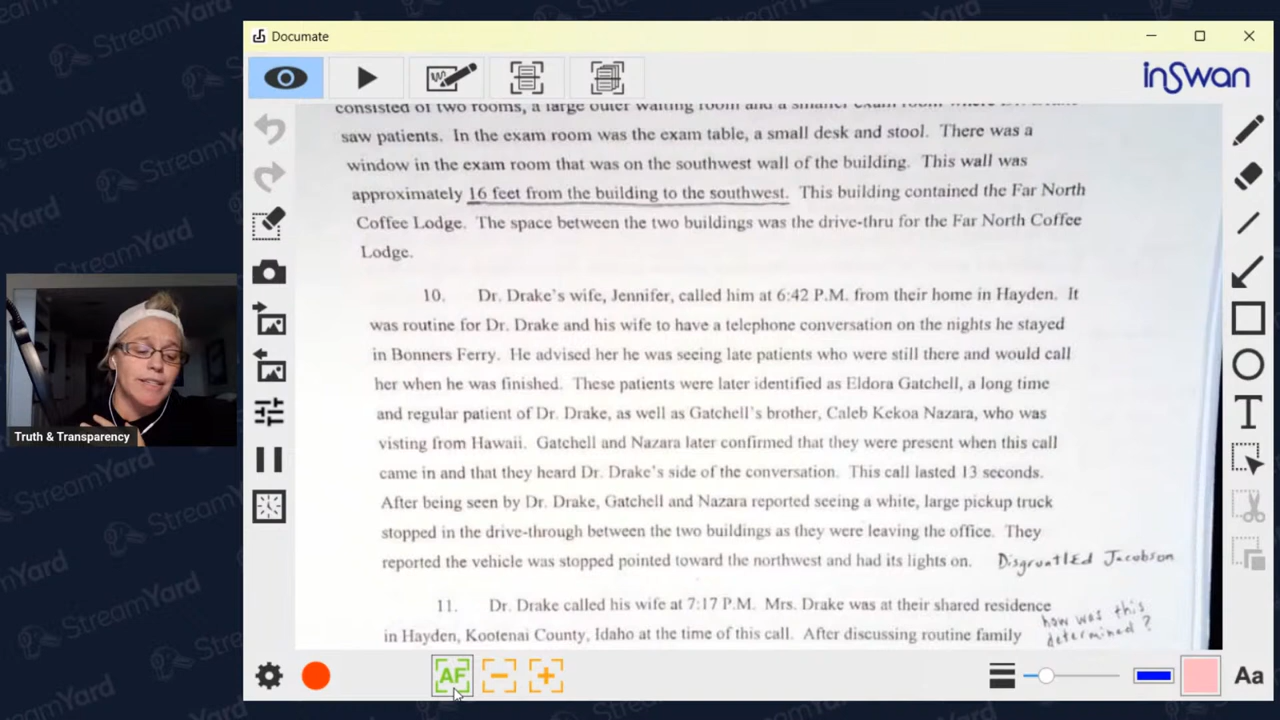 StreamYard
Documate
inSwan
consisted of two rooms, a large outer waiting room and a smaller exam room where
saw patients. In the exam room was the exam table, a small desk and stool. There was a
window in the exam room that was on the southwest wall of the building. This wall was
approximately 16 feet from the building to the southwest. This building contained the Far North
Coffee Lodge. The space between the two buildings was the drive-thru for the Far North Coffee
Lodge.
10. Dr. Drake's wife, Jennifer, called him at 6:42 P.M. from their home in Hayden. It
was routine for Dr. Drake and his wife to have a telephone conversation on the nights he stayed
in Bonners Ferry. He advised her he was seeing late patients who were still there and would call
her when he was finished. These patients were later identified as Eldora Gatchell, a long time
and regular patient of Dr. Drake, as well as Gatchell's brother, Caleb Kekoa Nazara, who was
visting from Hawaii. Gatchell and Nazara later confirmed that they were present when this call
came in and that they heard Dr. Drake's side of the conversation. This call lasted 13 seconds.
After being seen by Dr. Drake, Gatchell and Nazara reported seeing a white, large pickup truck
stopped in the drive-through between the two buildings as they were leaving the office. They
reported the vehicle was stopped pointed toward the northwest and had its lights on. Disgruntled Jacobson
11. Dr. Drake called his wife at 7:17 P.M. Mrs. Drake was at their shared residence
in Hayden, Kootenai County, Idaho at the time of this call. After discussing routine family
how was this
determined?
Truth & Transparency
T
AF
Aa